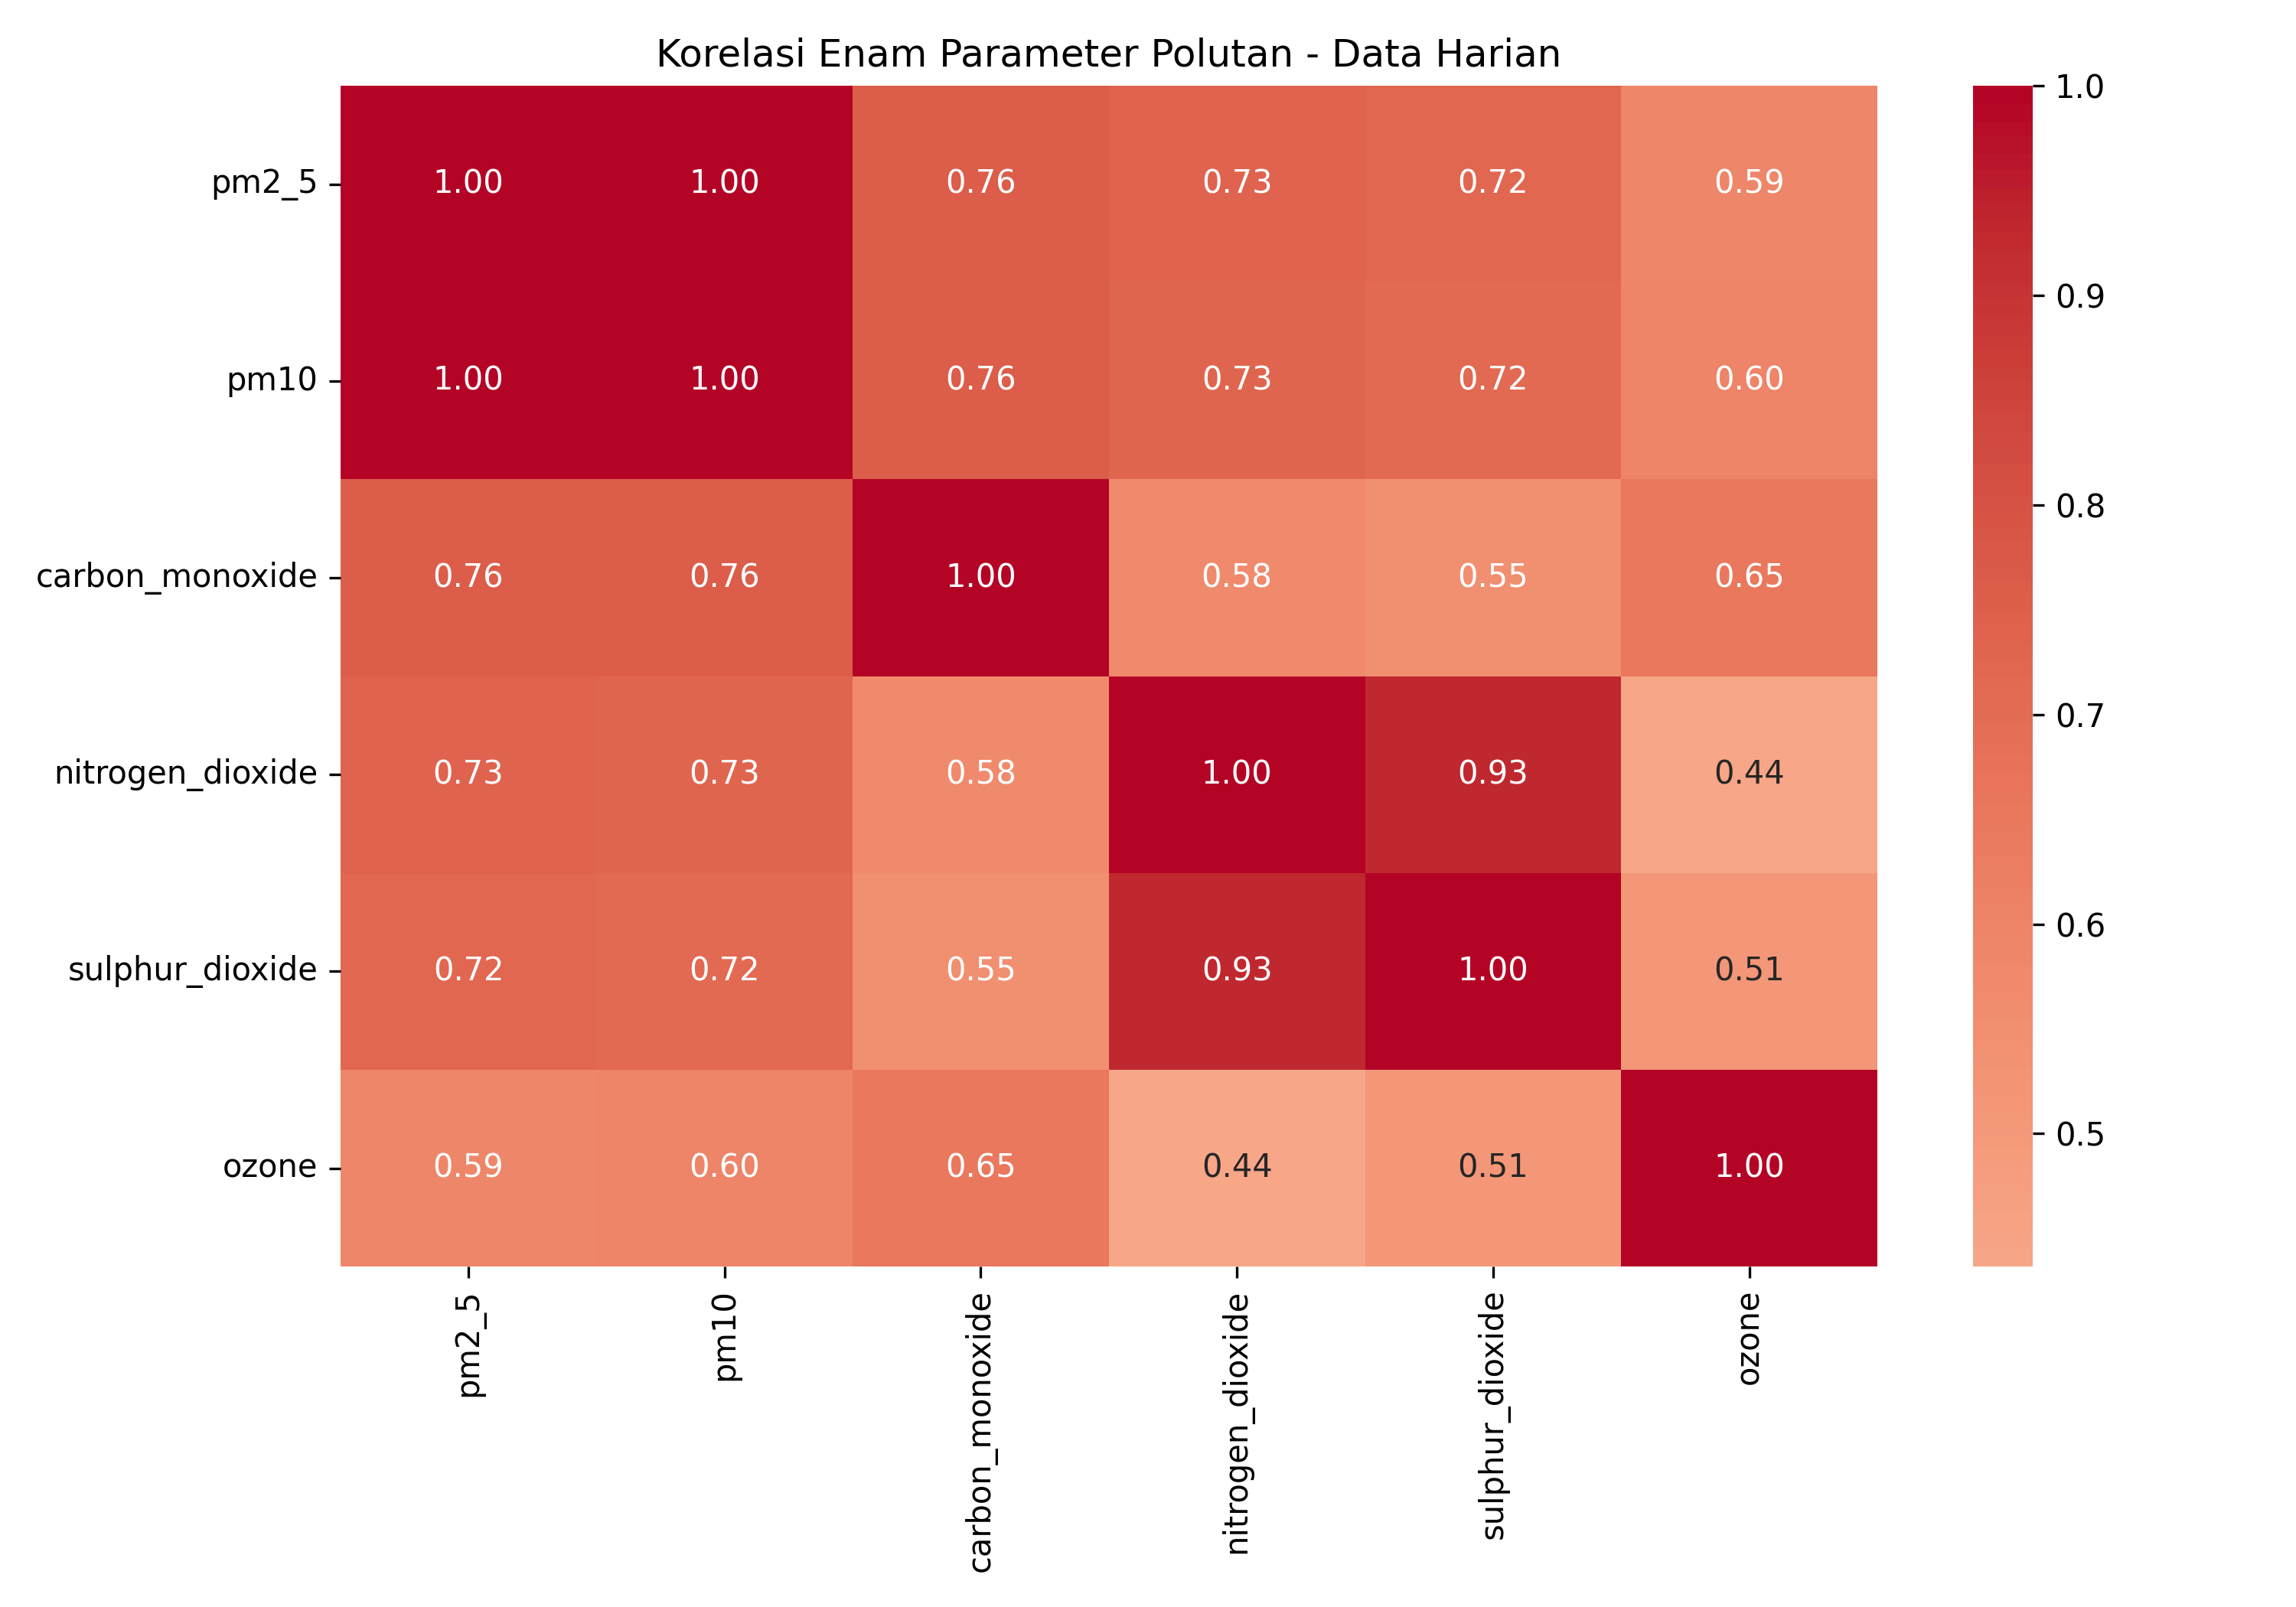 Korelasi Enam Parameter Polutan - Data Harian
pm2_5 1.00 1.00 0.76 0.73 0.72 0.59
pm10 1.00 1.00 0.76 0.73 0.72 0.60
carbon_monoxide 0.76 0.76 1.00 0.58 0.55 0.65
nitrogen_dioxide 0.73 0.73 0.58 1.00 0.93 0.44
sulphur_dioxide 0.72 0.72 0.55 0.93 1.00 0.51
ozone 0.59 0.60 0.65 0.44 0.51 1.00
pm2_5 pm10 carbon_monoxide nitrogen_dioxide sulphur_dioxide ozone
1.0
0.9
0.8
0.7
0.6
0.5